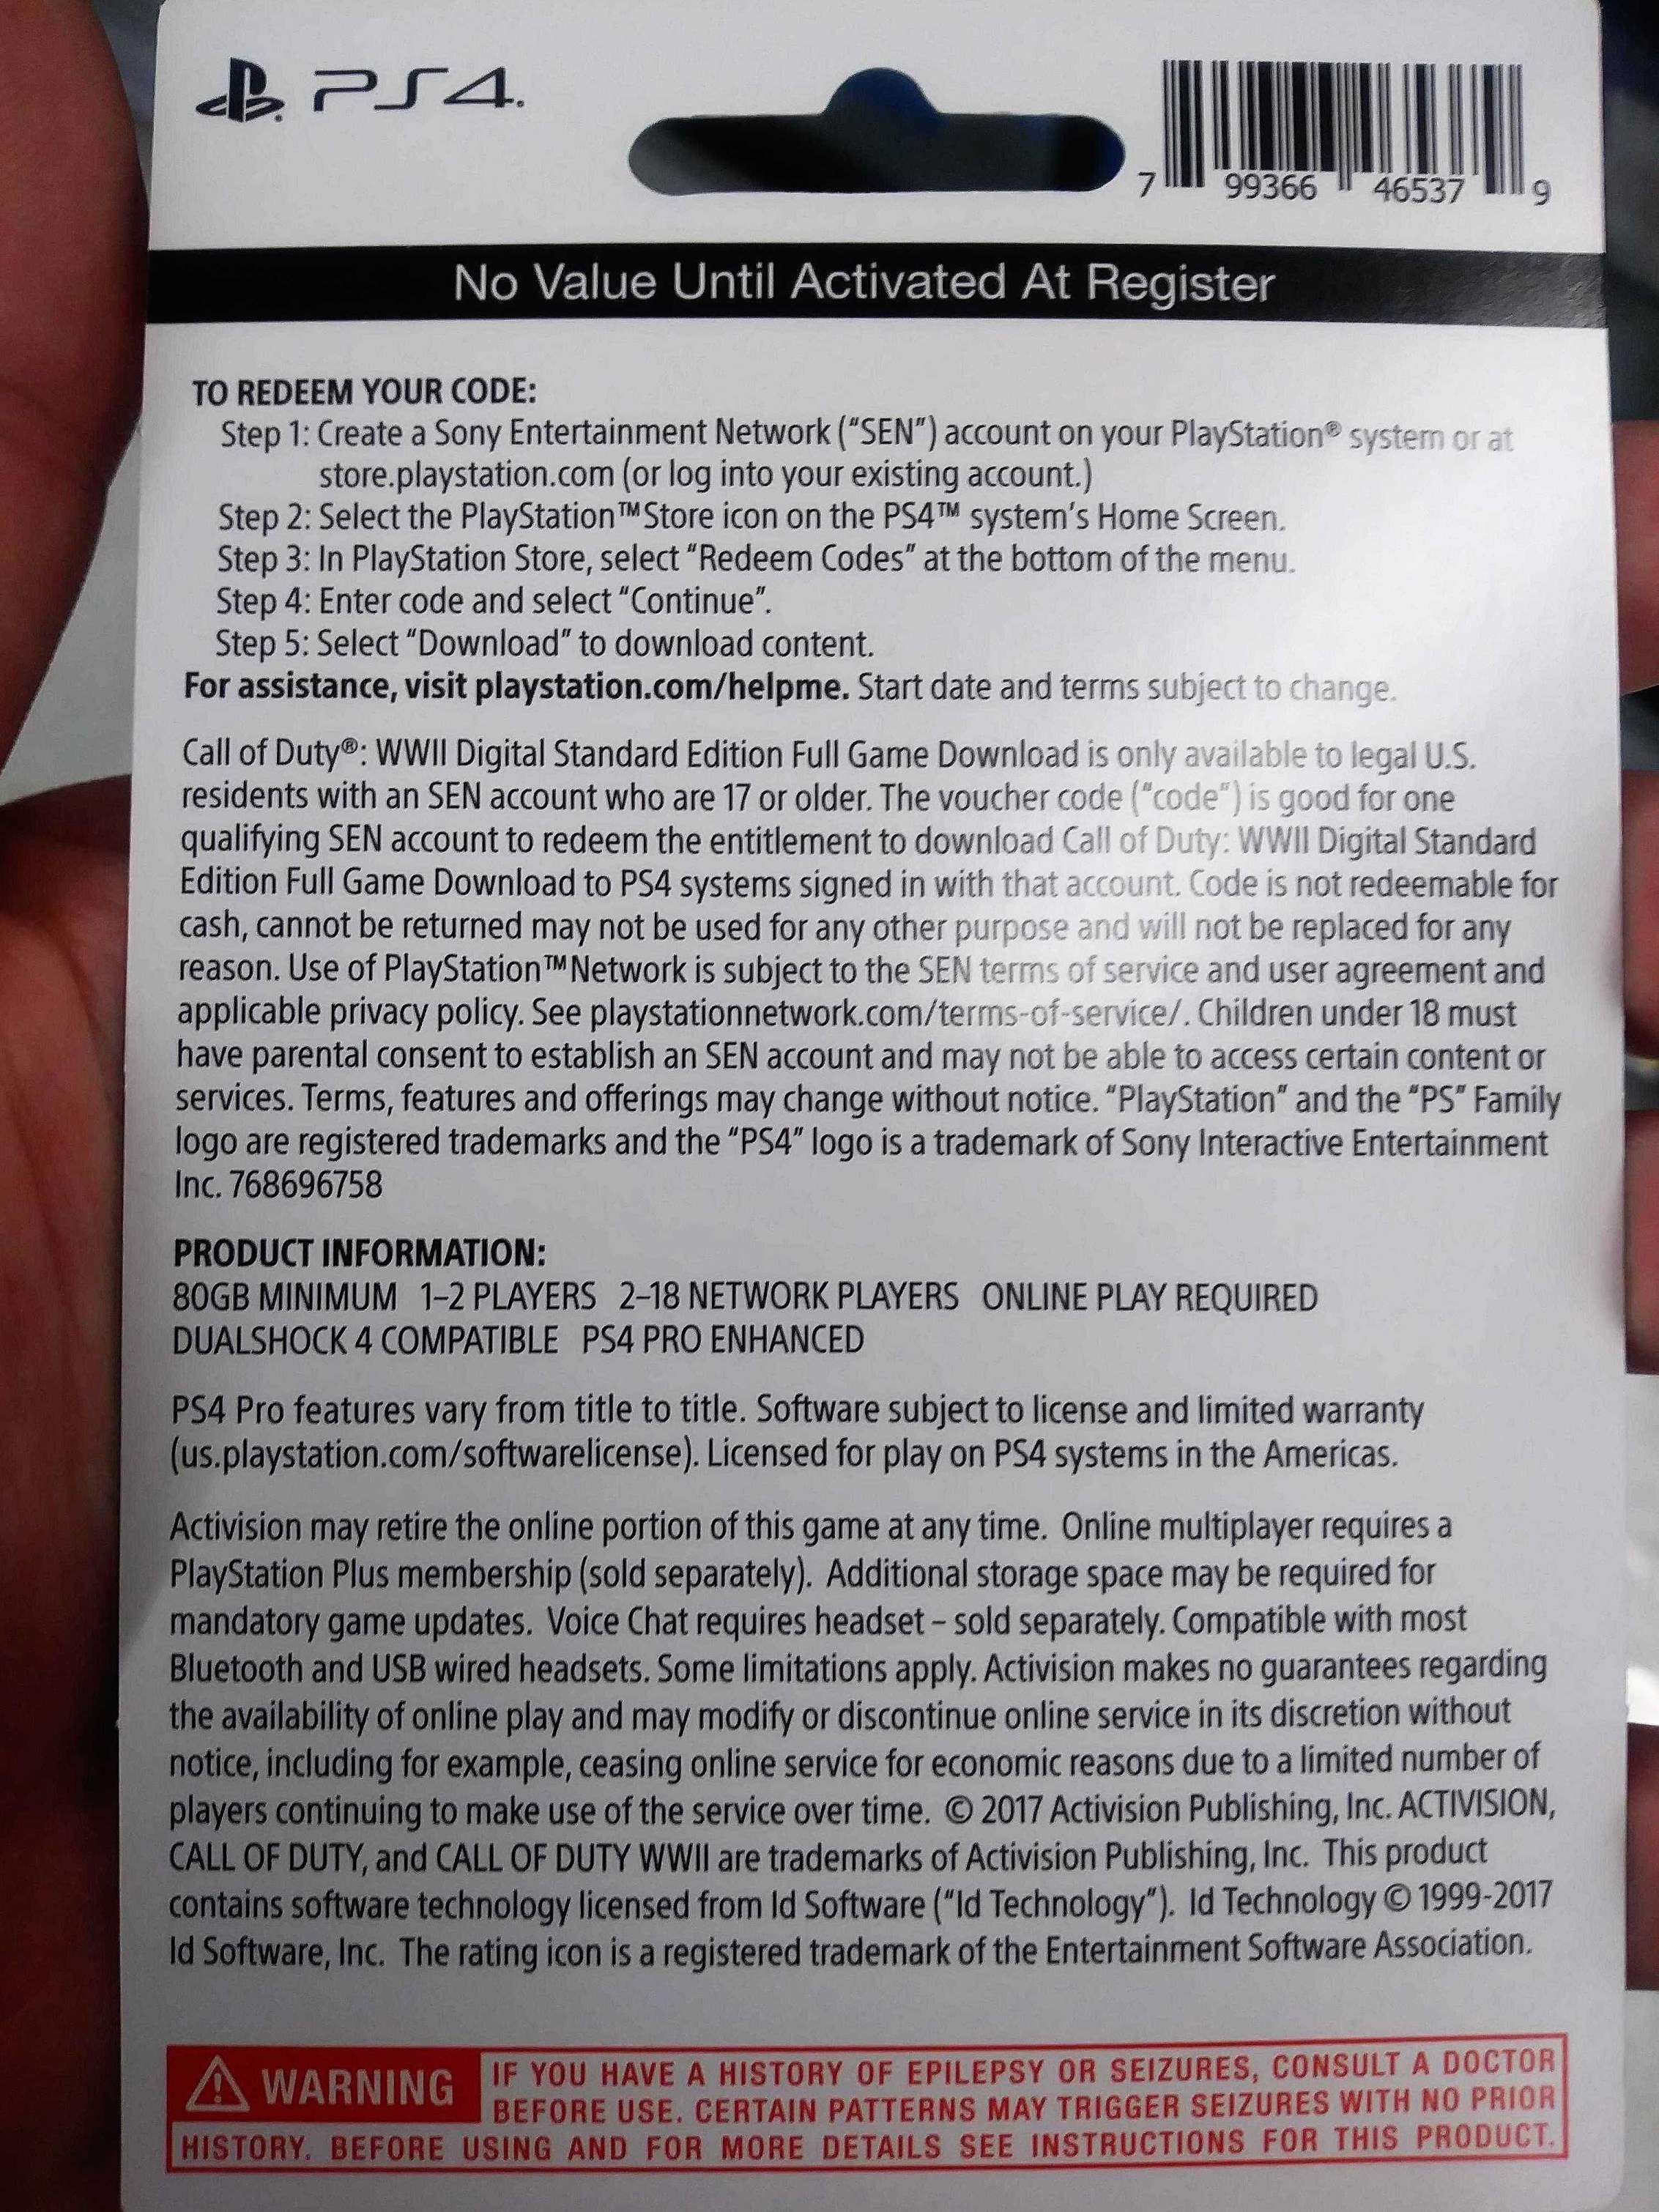 PS4.
7 99366 46537 9
No Value Until Activated At Register
TO REDEEM YOUR CODE:
Step 1: Create a Sony Entertainment Network (“SEN”) account on your PlayStation® system or at
store.playstation.com (or log into your existing account.)
Step 2: Select the PlayStation™Store icon on the PS4™ system’s Home Screen.
Step 3: In PlayStation Store, select “Redeem Codes” at the bottom of the menu.
Step 4: Enter code and select “Continue”.
Step 5: Select “Download” to download content.
For assistance, visit playstation.com/helpme. Start date and terms subject to change.
Call of Duty®: WWII Digital Standard Edition Full Game Download is only available to legal U.S.
residents with an SEN account who are 17 or older. The voucher code (“code”) is good for one
qualifying SEN account to redeem the entitlement to download Call of Duty: WWII Digital Standard
Edition Full Game Download to PS4 systems signed in with that account. Code is not redeemable for
cash, cannot be returned may not be used for any other purpose and will not be replaced for any
reason. Use of PlayStation™Network is subject to the SEN terms of service and user agreement and
applicable privacy policy. See playstationnetwork.com/terms-of-service/. Children under 18 must
have parental consent to establish an SEN account and may not be able to access certain content or
services. Terms, features and offerings may change without notice. “PlayStation” and the “PS” Family
logo are registered trademarks and the “PS4” logo is a trademark of Sony Interactive Entertainment
Inc. 768696758
PRODUCT INFORMATION:
80GB MINIMUM 1–2 PLAYERS 2–18 NETWORK PLAYERS ONLINE PLAY REQUIRED
DUALSHOCK 4 COMPATIBLE PS4 PRO ENHANCED
PS4 Pro features vary from title to title. Software subject to license and limited warranty
(us.playstation.com/softwarelicense). Licensed for play on PS4 systems in the Americas.
Activision may retire the online portion of this game at any time. Online multiplayer requires a
PlayStation Plus membership (sold separately). Additional storage space may be required for
mandatory game updates. Voice Chat requires headset – sold separately. Compatible with most
Bluetooth and USB wired headsets. Some limitations apply. Activision makes no guarantees regarding
the availability of online play and may modify or discontinue online service in its discretion without
notice, including for example, ceasing online service for economic reasons due to a limited number of
players continuing to make use of the service over time. © 2017 Activision Publishing, Inc. ACTIVISION,
CALL OF DUTY, and CALL OF DUTY WWII are trademarks of Activision Publishing, Inc. This product
contains software technology licensed from Id Software (“Id Technology”). Id Technology © 1999-2017
Id Software, Inc. The rating icon is a registered trademark of the Entertainment Software Association.
WARNING IF YOU HAVE A HISTORY OF EPILEPSY OR SEIZURES, CONSULT A DOCTOR
BEFORE USE. CERTAIN PATTERNS MAY TRIGGER SEIZURES WITH NO PRIOR
HISTORY. BEFORE USING AND FOR MORE DETAILS SEE INSTRUCTIONS FOR THIS PRODUCT.